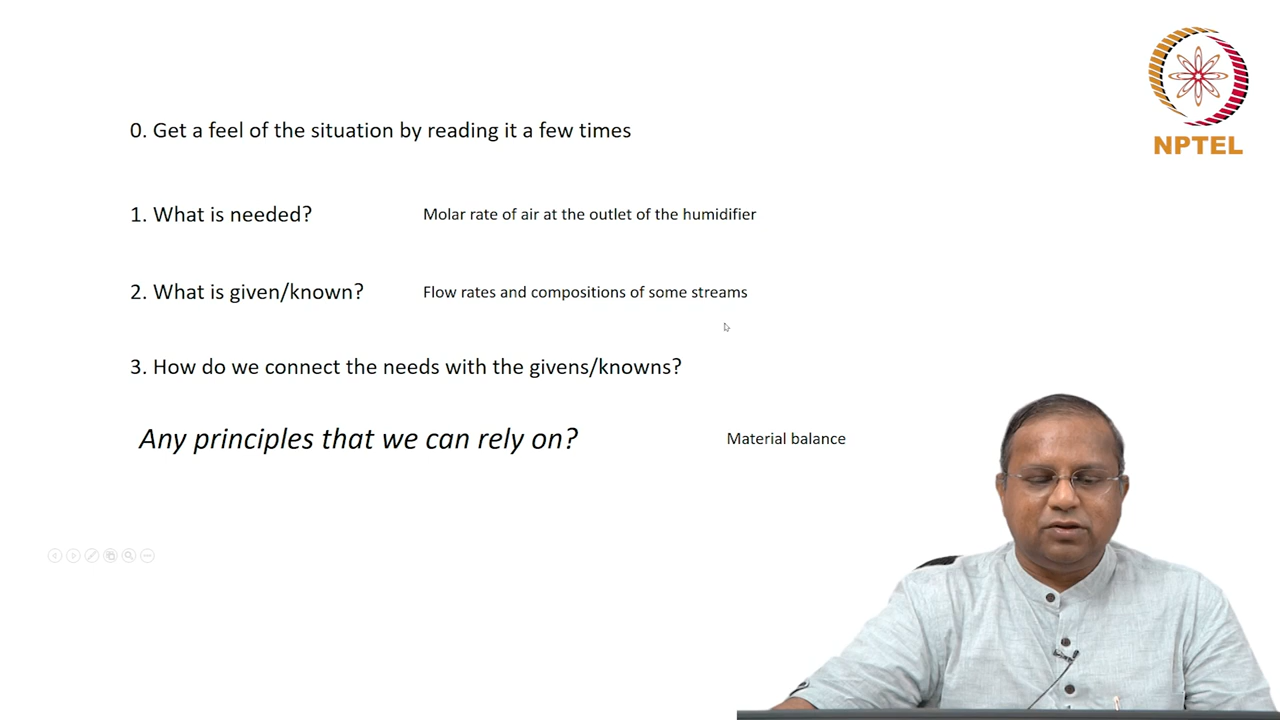 NPTEL
0. Get a feel of the situation by reading it a few times
1. What is needed? Molar rate of air at the outlet of the humidifier
2. What is given/known? Flow rates and compositions of some streams
3. How do we connect the needs with the givens/knowns?
Any principles that we can rely on? Material balance